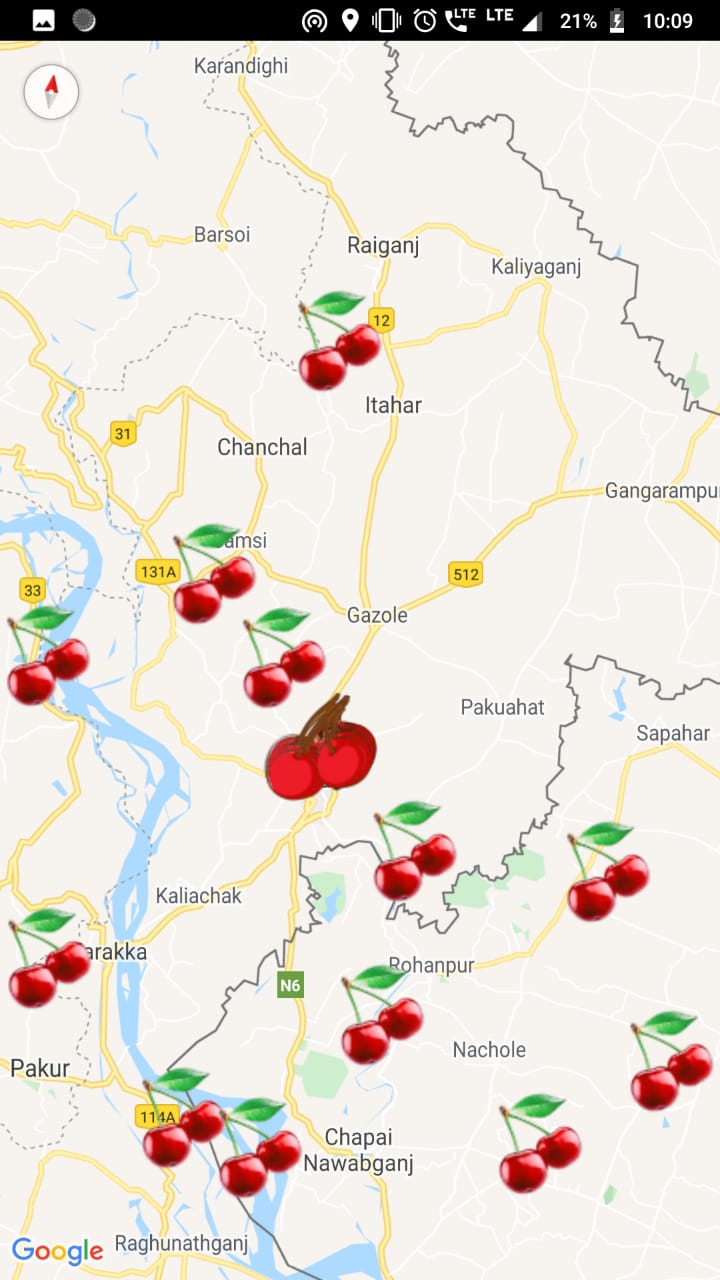 LTE LTE 21% 10:09
Karandighi
Barsoi
Raiganj
Kaliyaganj
12
Itahar
31
Chanchal
Gangarampu
amsi
131A
512
33
Gazole
Pakuahat
Sapahar
Kaliachak
arakka
Rohanpur
N6
Nachole
Pakur
114A
Chapai
Nawabganj
Raghunathganj
Google